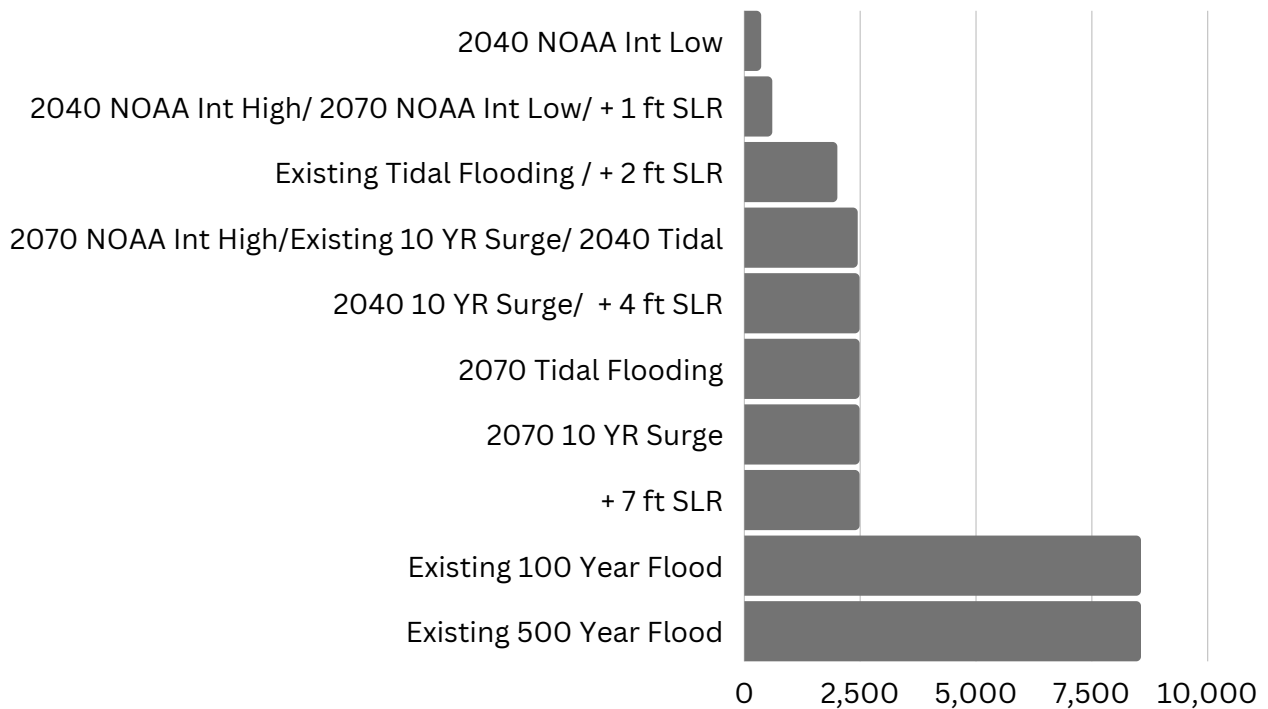 2040 NOAA Int Low
2040 NOAA Int High/ 2070 NOAA Int Low/ + 1 ft SLR
Existing Tidal Flooding / + 2 ft SLR
2070 NOAA Int High/Existing 10 YR Surge/ 2040 Tidal
2040 10 YR Surge/  + 4 ft SLR
2070 Tidal Flooding
2070 10 YR Surge
+ 7 ft SLR
Existing 100 Year Flood
Existing 500 Year Flood
0 2,500 5,000 7,500 10,000